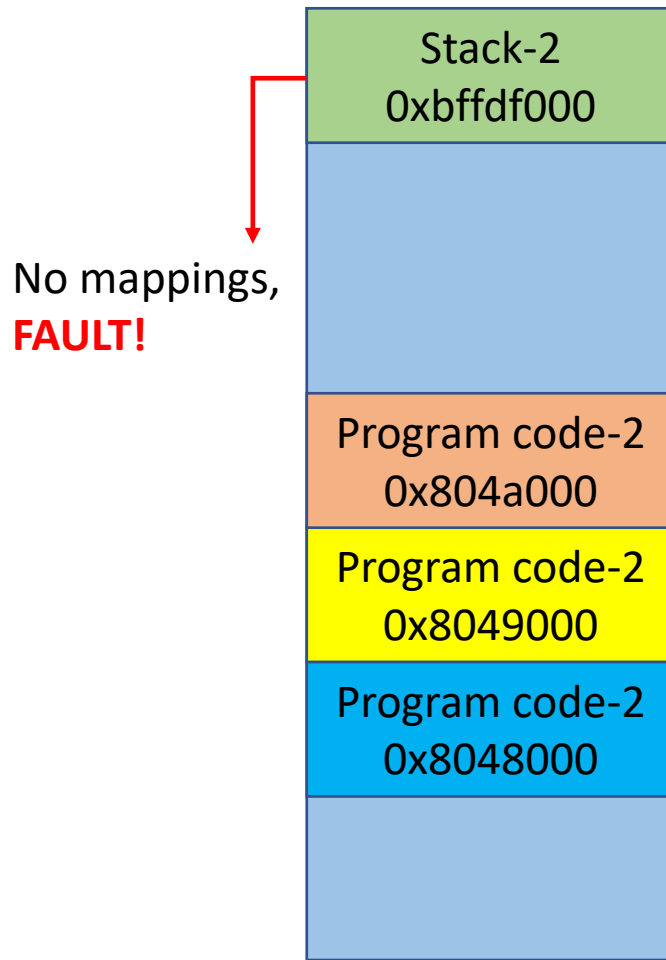 Stack-2
0xbffdf000
No mappings,
FAULT!
Program code-2
0x804a000
Program code-2
0x8049000
Program code-2
0x8048000